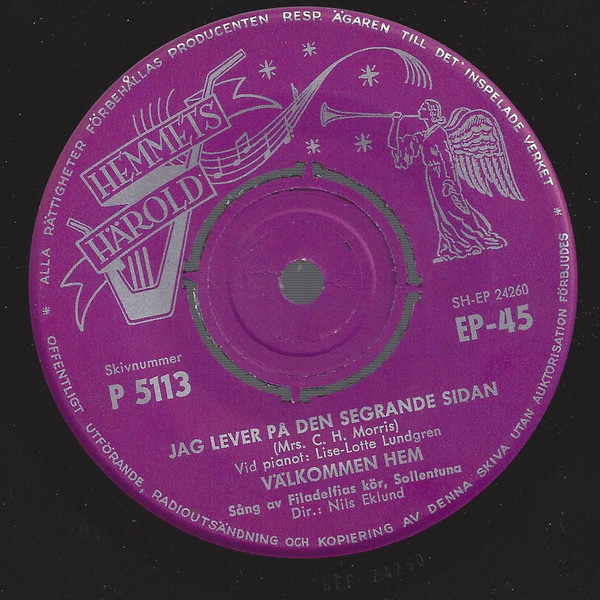 * ALLA RÄTTIGHETER FÖRBEHÅLLAS PRODUCENTEN RESP. ÄGAREN TILL DET INSPELADE VERKET *
HEMMETS
HÄROLD
SH-EP 24260
EP-45
Skivnummer
P 5113
JAG LEVER PÅ DEN SEGRANDE SIDAN
(Mrs. C. H. Morris)
Vid pianot: Lise-Lotte Lundgren
VÄLKOMMEN HEM
Sång av Filadelfias kör, Sollentuna
Dir.: Nils Eklund
OFFENTLIGT UTFÖRANDE, RADIOUTSÄNDNING OCH KOPIERING AV DENNA SKIVA UTAN AUKTORISATION FÖRBJUDES